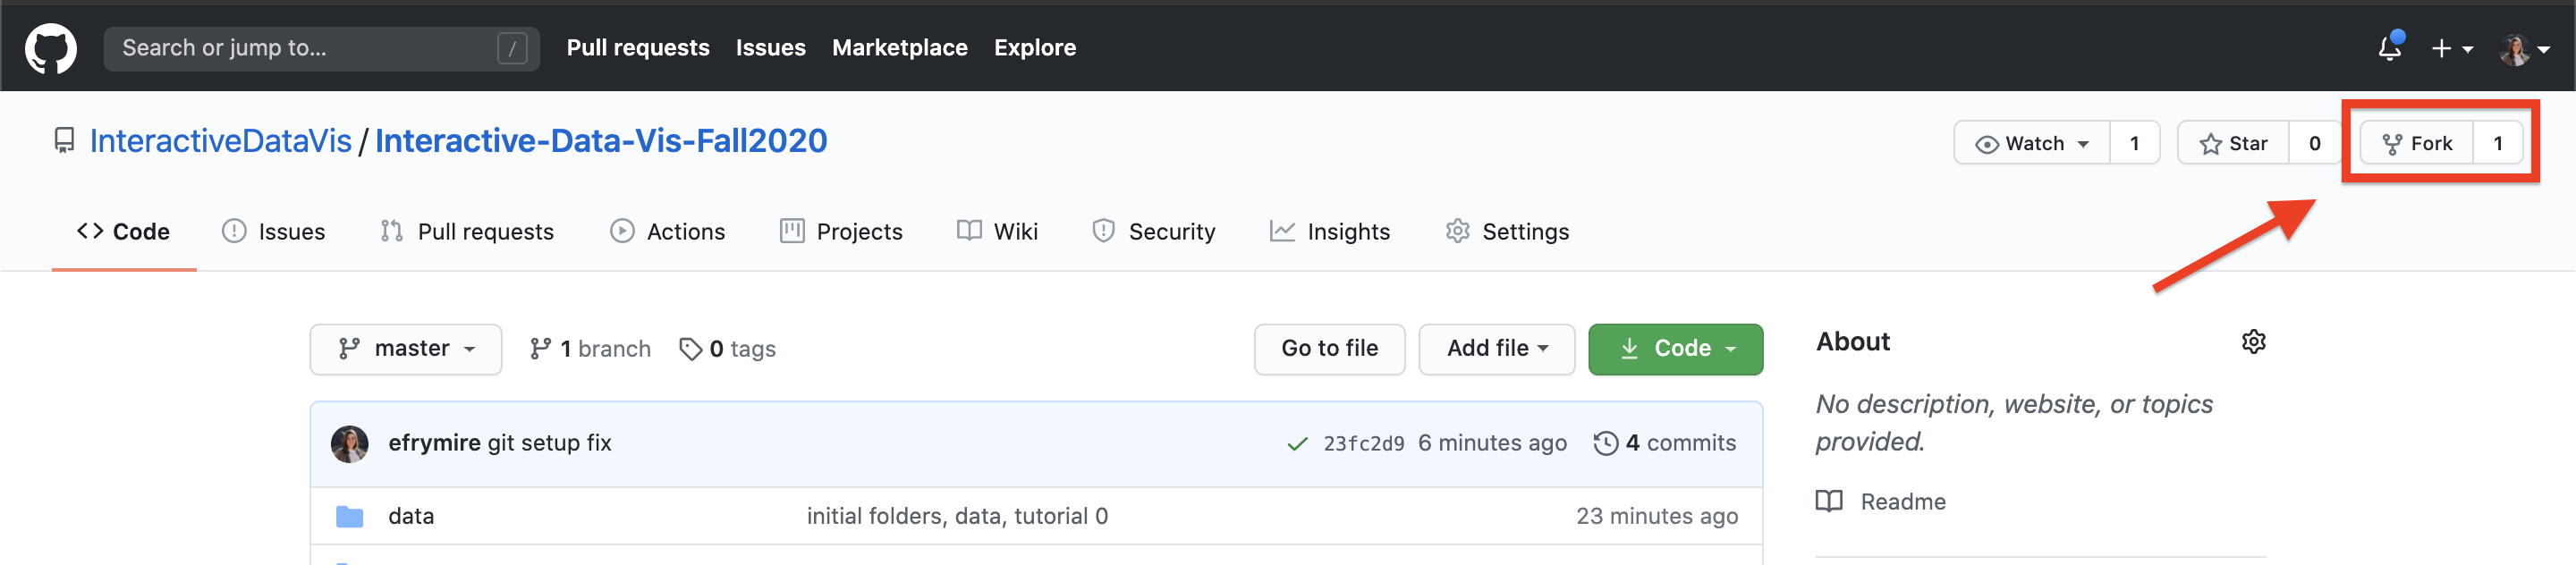 Search or jump to... / Pull requests Issues Marketplace Explore
InteractiveDataVis / Interactive-Data-Vis-Fall2020 Watch 1 Star 0 Fork 1
<> Code Issues Pull requests Actions Projects Wiki Security Insights Settings
master 1 branch 0 tags Go to file Add file Code About
No description, website, or topics
provided.
efrymire git setup fix 23fc2d9 6 minutes ago 4 commits
Readme
data initial folders, data, tutorial 0 23 minutes ago